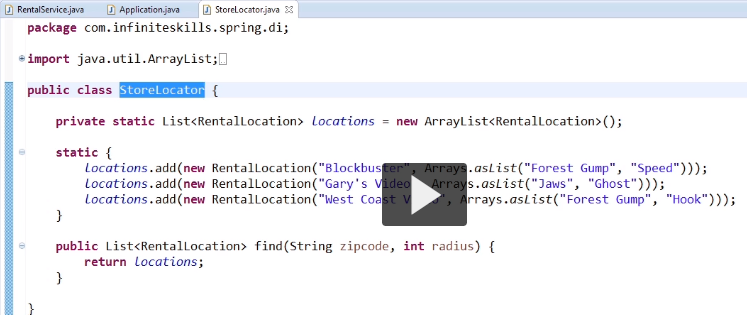 RentalService.java Application.java StoreLocator.java
package com.infiniteskills.spring.di;
import java.util.ArrayList;
public class StoreLocator {
private static List<RentalLocation> locations = new ArrayList<RentalLocation>();
static {
locations.add(new RentalLocation("Blockbuster", Arrays.asList("Forest Gump", "Speed")));
locations.add(new RentalLocation("Gary's Video Arrays.asList("Jaws", "Ghost")));
locations.add(new RentalLocation("West Coast Arrays.asList("Forest Gump", "Hook")));
}
public List<RentalLocation> find(String zipcode, int radius) {
return locations;
}
}